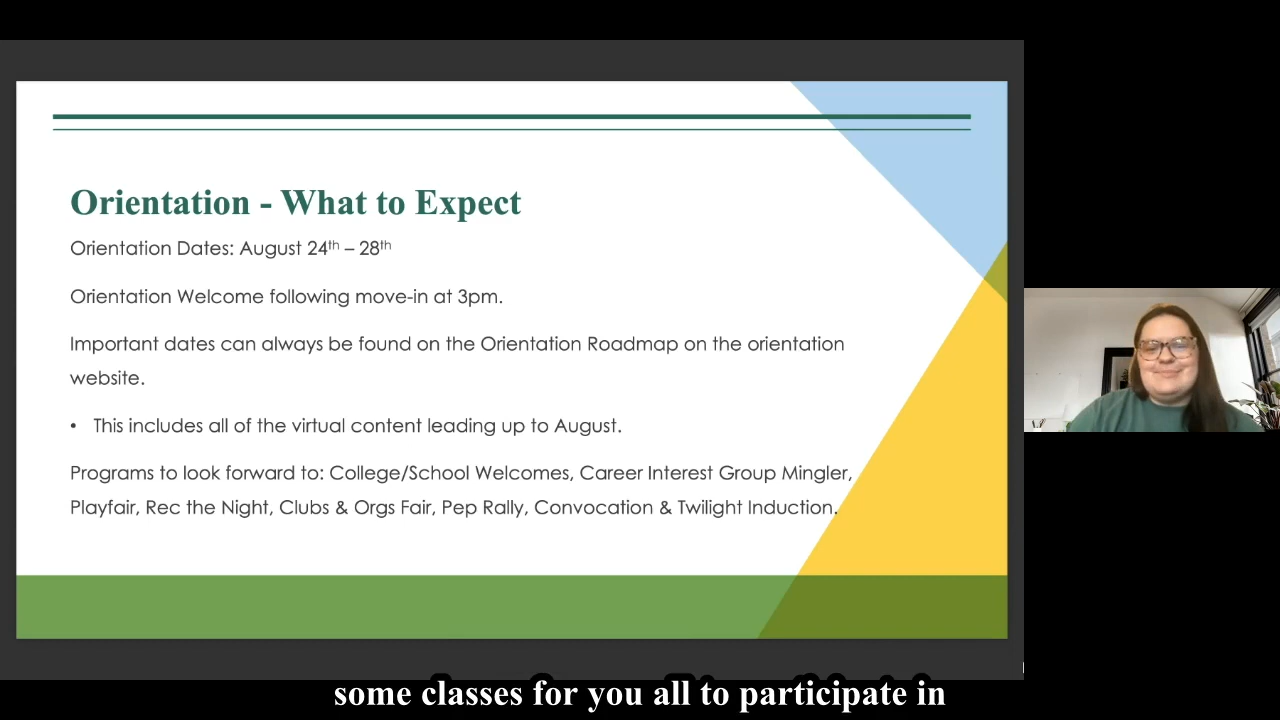 Orientation - What to Expect
Orientation Dates: August 24th – 28th
Orientation Welcome following move-in at 3pm.
Important dates can always be found on the Orientation Roadmap on the orientation
website.
• This includes all of the virtual content leading up to August.
Programs to look forward to: College/School Welcomes, Career Interest Group Mingler,
Playfair, Rec the Night, Clubs & Orgs Fair, Pep Rally, Convocation & Twilight Induction.
some classes for you all to participate in